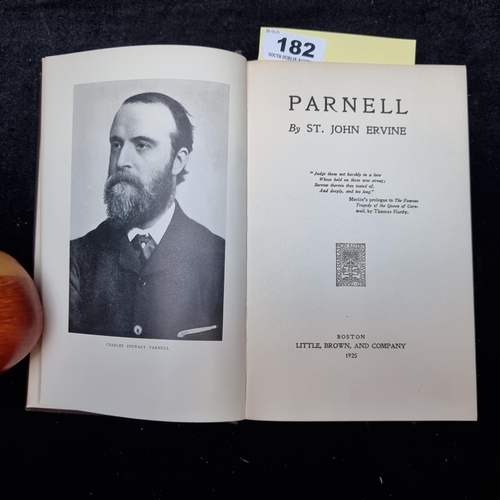 182
CHARLES STEWART PARNELL.
PARNELL
By ST. JOHN ERVINE
"Judge them not harshly in a love
Whose hold on them was strong;
Sorrow therein they tasted of,
And deeply, and too long."
Merlin's prologue to The Famous
Tragedy of the Queen of Corn-
wall, by Thomas Hardy.
BOSTON
LITTLE, BROWN, AND COMPANY
1925